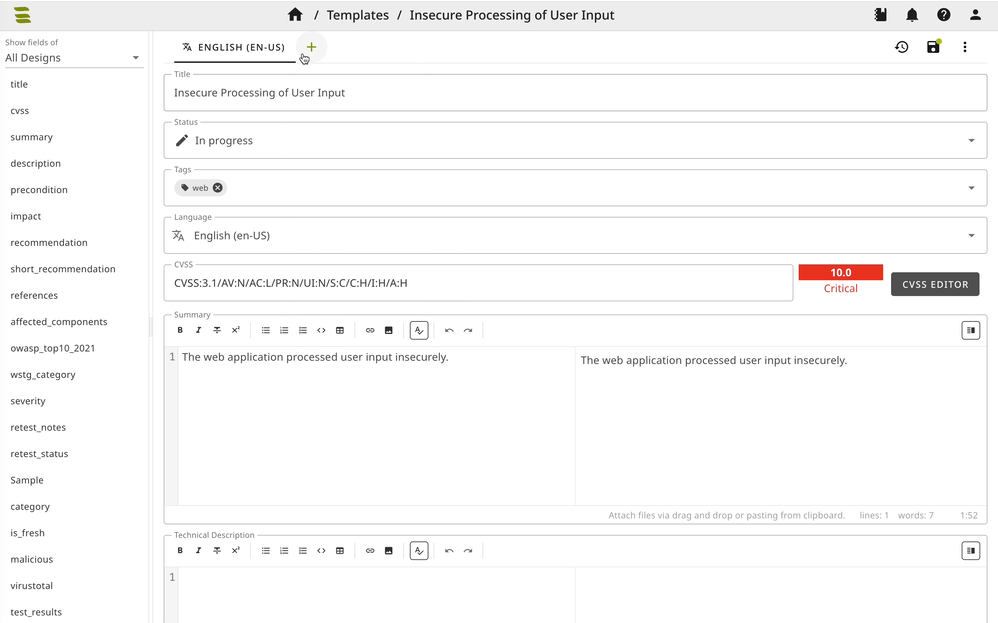 / Templates / Insecure Processing of User Input
Show fields of
All Designs
title
cvss
summary
description
precondition
impact
recommendation
short_recommendation
references
affected_components
owasp_top10_2021
wstg_category
severity
retest_notes
retest_status
Sample
category
is_fresh
malicious
virustotal
test_results
ENGLISH (EN-US)
Title
Insecure Processing of User Input
Status
In progress
Tags
web
Language
English (en-US)
CVSS
CVSS:3.1/AV:N/AC:L/PR:N/UI:N/S:C/C:H/I:H/A:H
10.0
Critical
CVSS EDITOR
Summary
1 The web application processed user input insecurely.
The web application processed user input insecurely.
Attach files via drag and drop or pasting from clipboard. lines: 1 words: 7 1:52
Technical Description
1